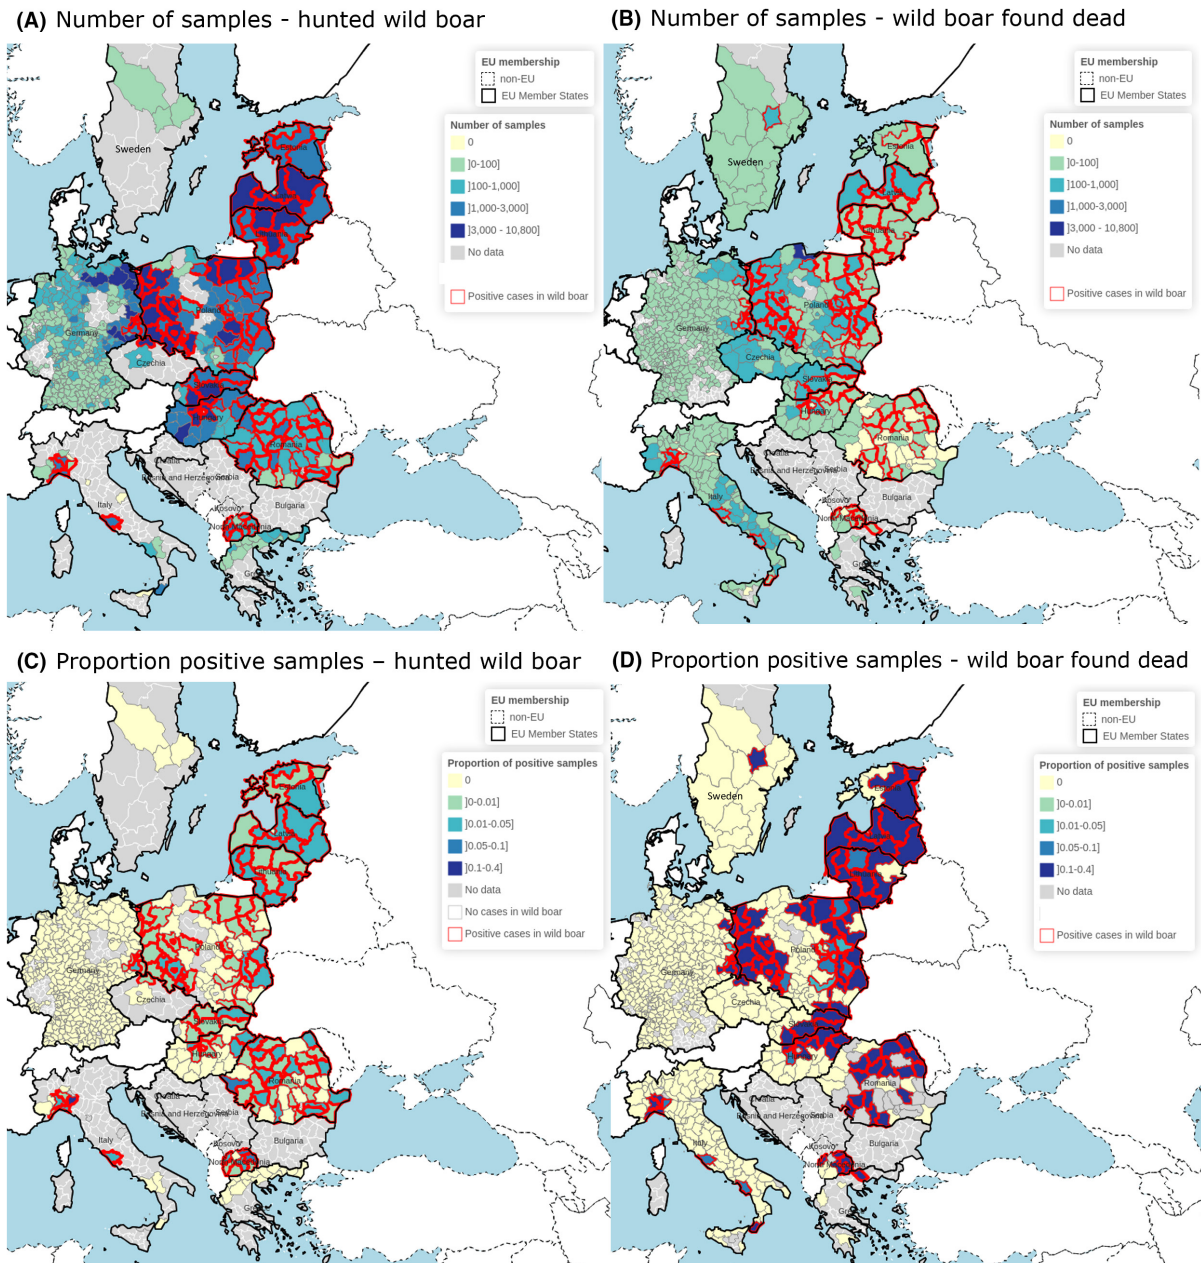 (A) Number of samples - hunted wild boar
EU membership
non-EU
EU Member States
Number of samples
0
]0-100]
]100-1,000]
]1,000-3,000]
]3,000 - 10,800]
No data
Positive cases in wild boar
Sweden
Estonia
Lithuania
Poland
Germany
Czechia
Hungary
Romania
Croatia
Bosnia and Herzegovina
Serbia
Italy
Kosovo*
Bulgaria
North Macedonia
(B) Number of samples - wild boar found dead
EU membership
non-EU
EU Member States
Number of samples
0
]0-100]
]100-1,000]
]1,000-3,000]
]3,000 - 10,800]
No data
Positive cases in wild boar
Sweden
Estonia
Latvia
Lithuania
Poland
Germany
Czechia
Slovakia
Hungary
Romania
Croatia
Bosnia and Herzegovina
Serbia
Italy
Kosovo*
Bulgaria
North Macedonia
(C) Proportion positive samples – hunted wild boar
EU membership
non-EU
EU Member States
Proportion of positive samples
0
]0-0.01]
]0.01-0.05]
]0.05-0.1]
]0.1-0.4]
No data
No cases in wild boar
Positive cases in wild boar
Estonia
Latvia
Lithuania
Poland
Germany
Czechia
Slovakia
Hungary
Romania
Croatia
Bosnia and Herzegovina
Serbia
Italy
Kosovo*
Bulgaria
North Macedonia
(D) Proportion positive samples - wild boar found dead
EU membership
non-EU
EU Member States
Proportion of positive samples
0
]0-0.01]
]0.01-0.05]
]0.05-0.1]
]0.1-0.4]
No data
Positive cases in wild boar
Sweden
Estonia
Lithuania
Poland
Germany
Czechia
Hungary
Romania
Croatia
Bosnia and Herzegovina
Serbia
Italy
Kosovo*
Bulgaria
North Macedonia